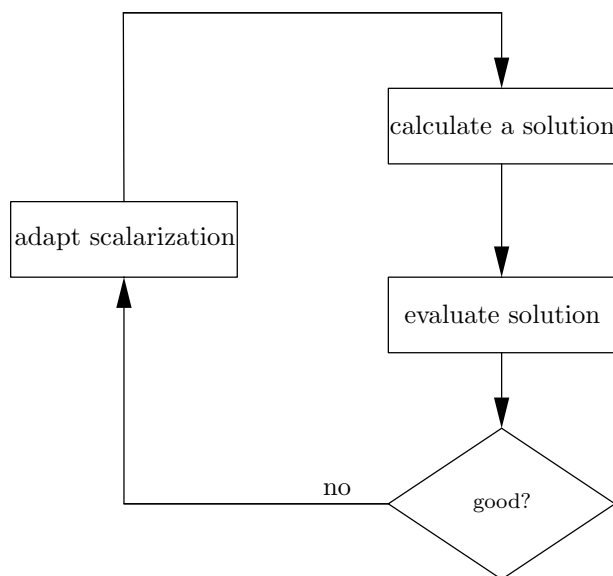 calculate a solution
adapt scalarization
evaluate solution
no
good?